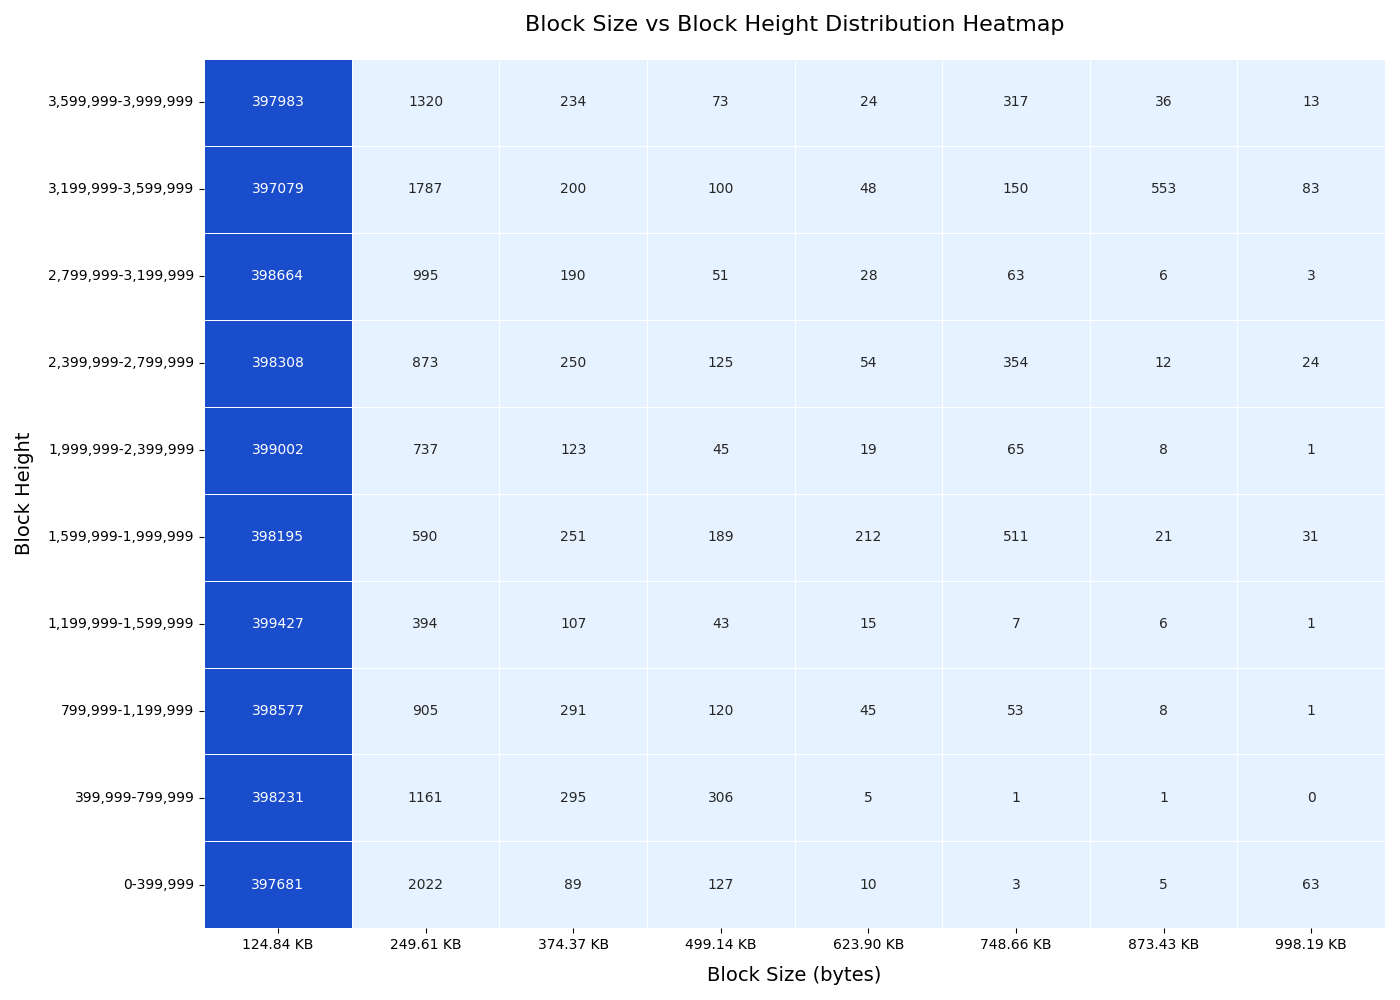 Block Size vs Block Height Distribution Heatmap
3,599,999-3,999,999 397983 1320 234 73 24 317 36 13
3,199,999-3,599,999 397079 1787 200 100 48 150 553 83
2,799,999-3,199,999 398664 995 190 51 28 63 6 3
2,399,999-2,799,999 398308 873 250 125 54 354 12 24
1,999,999-2,399,999 399002 737 123 45 19 65 8 1
1,599,999-1,999,999 398195 590 251 189 212 511 21 31
1,199,999-1,599,999 399427 394 107 43 15 7 6 1
799,999-1,199,999 398577 905 291 120 45 53 8 1
399,999-799,999 398231 1161 295 306 5 1 1 0
0-399,999 397681 2022 89 127 10 3 5 63
124.84 KB 249.61 KB 374.37 KB 499.14 KB 623.90 KB 748.66 KB 873.43 KB 998.19 KB
Block Size (bytes)
Block Height